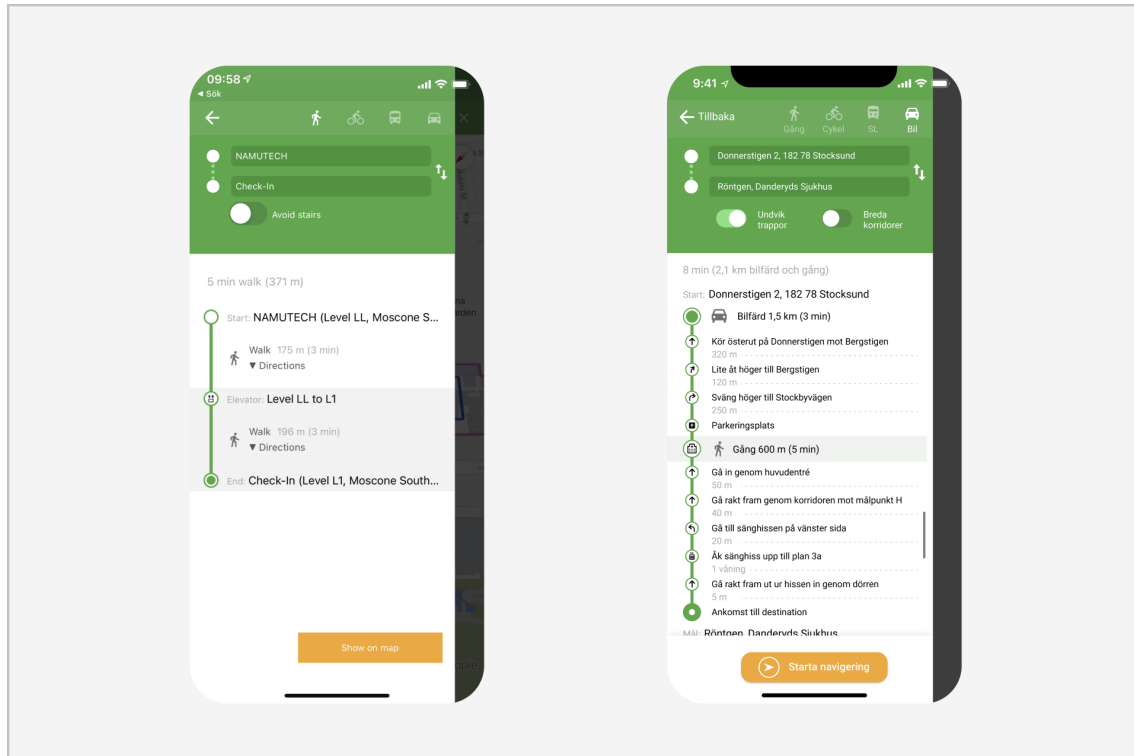 09:58
◀ Sök
NAMUTECH
Check-In
Avoid stairs
5 min walk (371 m)
Start: NAMUTECH (Level LL, Moscone S...
Walk 175 m (3 min)
▼ Directions
Elevator: Level LL to L1
Walk 196 m (3 min)
▼ Directions
End: Check-In (Level L1, Moscone South...
Show on map
9:41
Tillbaka
Gång
Cykel
SL
Bil
Donnerstigen 2, 182 78 Stocksund
Röntgen, Danderyds Sjukhus
Undvik
trappor
Breda
korridorer
8 min (2,1 km bilfärd och gång)
Start: Donnerstigen 2, 182 78 Stocksund
Bilfärd 1,5 km (3 min)
Kör österut på Donnerstigen mot Bergstigen
320 m
Lite åt höger till Bergstigen
120 m
Sväng höger till Stockbyvägen
250 m
Parkeringsplats
Gång 600 m (5 min)
Gå in genom huvudentré
50 m
Gå rakt fram genom korridoren mot målpunkt H
40 m
Gå till sänghissen på vänster sida
20 m
Åk sänghiss upp till plan 3a
1 våning
Gå rakt fram ut ur hissen in genom dörren
5 m
Ankomst till destination
Mål: Röntgen, Danderyds Sjukhus
Starta navigering